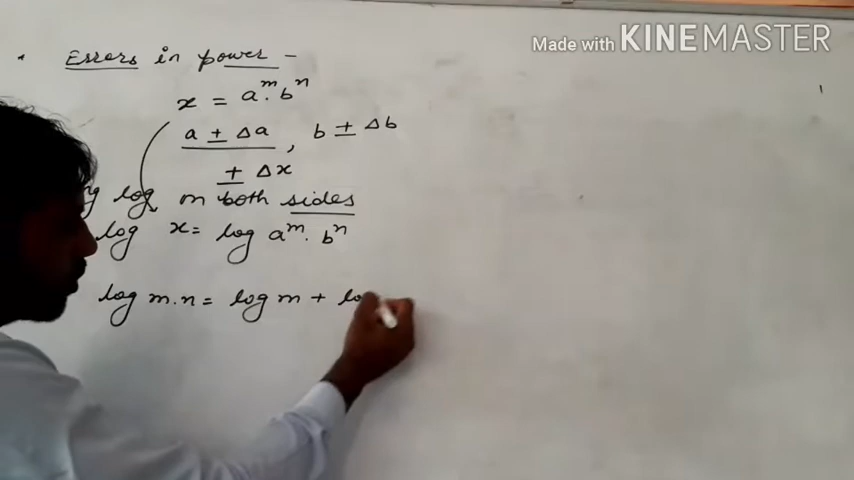 Made with KINEMASTER
Errors in power -
x = a^m. b^n
a ± Δa , b ± Δb
± Δx
log on both sides
log x = log a^m. b^n
log m.n = log m + lo